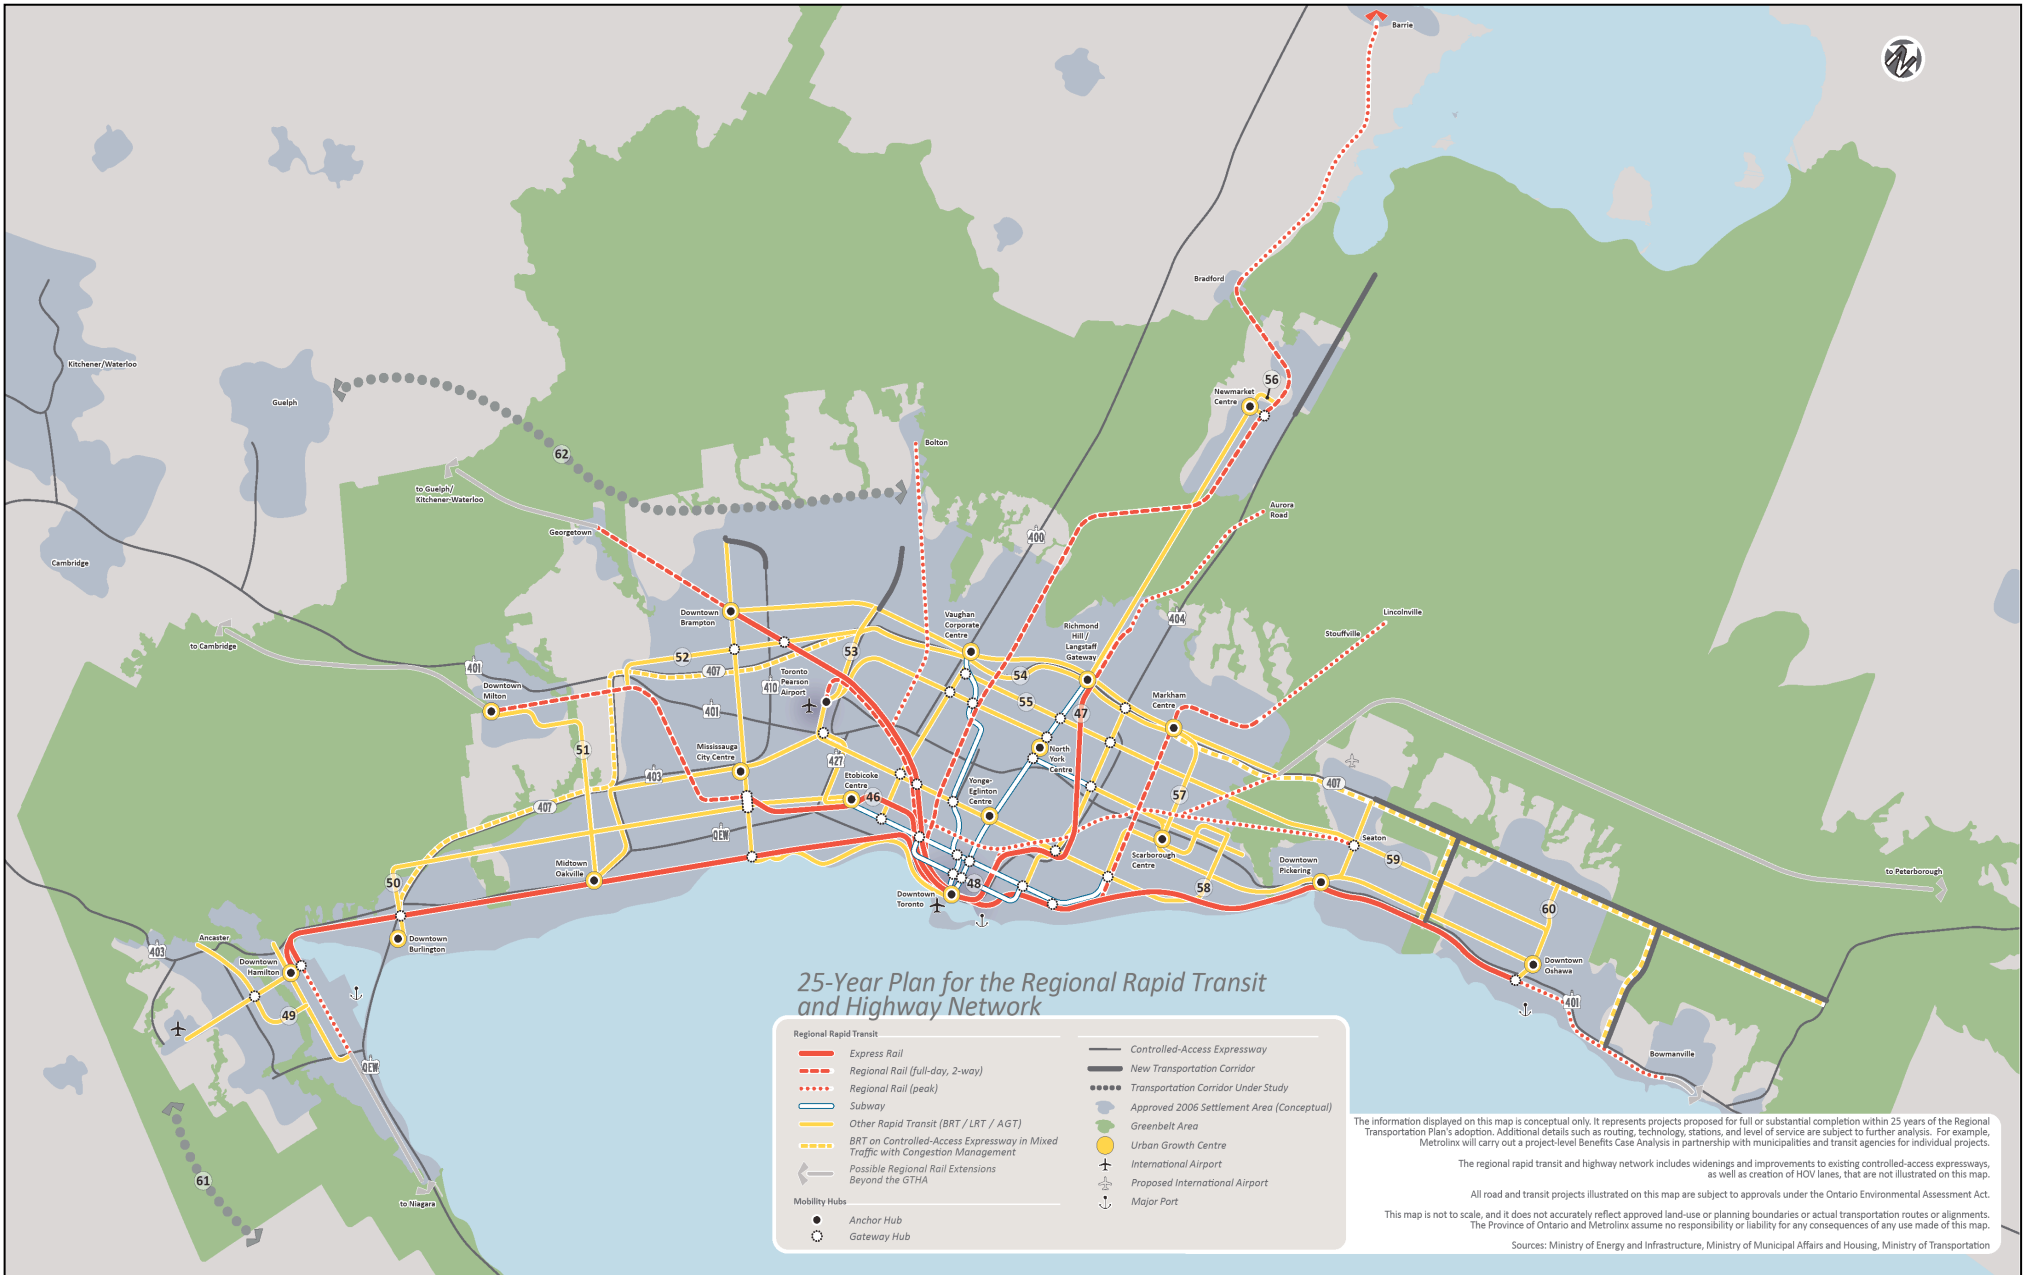 Barrie
Bradford
Kitchener/Waterloo
Guelph
56
Newmarket
Centre
Bolton
62
to Guelph/
Kitchener-Waterloo
Aurora
Road
Georgetown
400
Cambridge
Downtown
Brampton
Vaughan
Corporate
Centre
Richmond
Hill /
Langstaff
Gateway
404
Lincolnville
Stouffville
to Cambridge
401
52
407
53
54
Toronto
Pearson
Airport
410
Downtown
Milton
401
55
47
Markham
Centre
51
Mississauga
City Centre
403
427
North
York
Centre
Etobicoke
Centre
46
Yonge-
Eglinton
Centre
57
407
407
QEW
Seaton
59
Midtown
Oakville
Scarborough
Centre
Downtown
Pickering
50
48
58
Downtown
Toronto
to Peterborough
60
403
Ancaster
Downtown
Burlington
Downtown
Hamilton
Downtown
Oshawa
401
49
QEW
Bowmanville
61
to Niagara
25-Year Plan for the Regional Rapid Transit
and Highway Network
Regional Rapid Transit
Express Rail
Regional Rail (full-day, 2-way)
Regional Rail (peak)
Subway
Other Rapid Transit (BRT / LRT / AGT)
BRT on Controlled-Access Expressway in Mixed
Traffic with Congestion Management
Possible Regional Rail Extensions
Beyond the GTHA
Mobility Hubs
Anchor Hub
Gateway Hub
Controlled-Access Expressway
New Transportation Corridor
Transportation Corridor Under Study
Approved 2006 Settlement Area (Conceptual)
Greenbelt Area
Urban Growth Centre
International Airport
Proposed International Airport
Major Port
The information displayed on this map is conceptual only. It represents projects proposed for full or substantial completion within 25 years of the Regional
Transportation Plan's adoption. Additional details such as routing, technology, stations, and level of service are subject to further analysis. For example,
Metrolinx will carry out a project-level Benefits Case Analysis in partnership with municipalities and transit agencies for individual projects.
The regional rapid transit and highway network includes widenings and improvements to existing controlled-access expressways,
as well as creation of HOV lanes, that are not illustrated on this map.
All road and transit projects illustrated on this map are subject to approvals under the Ontario Environmental Assessment Act.
This map is not to scale, and it does not accurately reflect approved land-use or planning boundaries or actual transportation routes or alignments.
The Province of Ontario and Metrolinx assume no responsibility or liability for any consequences of any use made of this map.
Sources: Ministry of Energy and Infrastructure, Ministry of Municipal Affairs and Housing, Ministry of Transportation